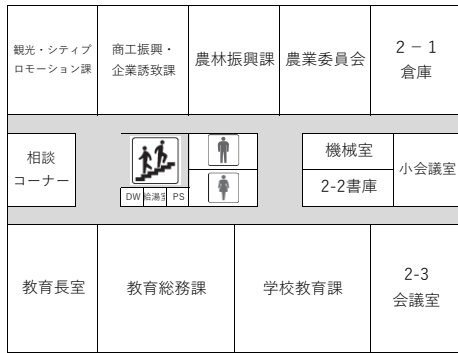 観光・シティプ
ロモーション課
商工振興・
企業誘致課
農林振興課
農業委員会
2－1
倉庫
相談
コーナー
DW
給湯室
PS
機械室
2-2書庫
小会議室
教育長室
教育総務課
学校教育課
2-3
会議室